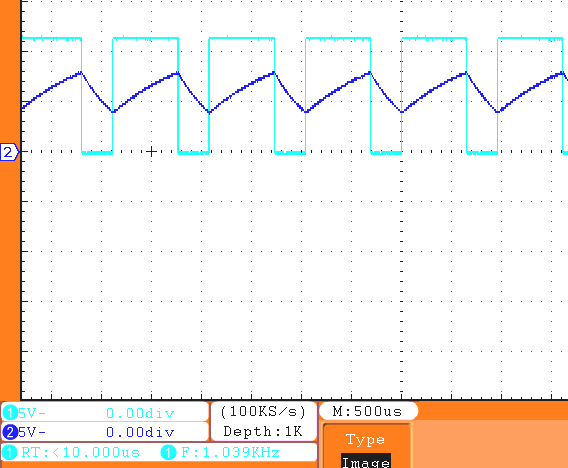 2
1 5V- 0.00div
2 5V- 0.00div
(100KS/s)
Depth:1K
M:500us
1 RT:<10.000us 1 F:1.039KHz
Type
Image